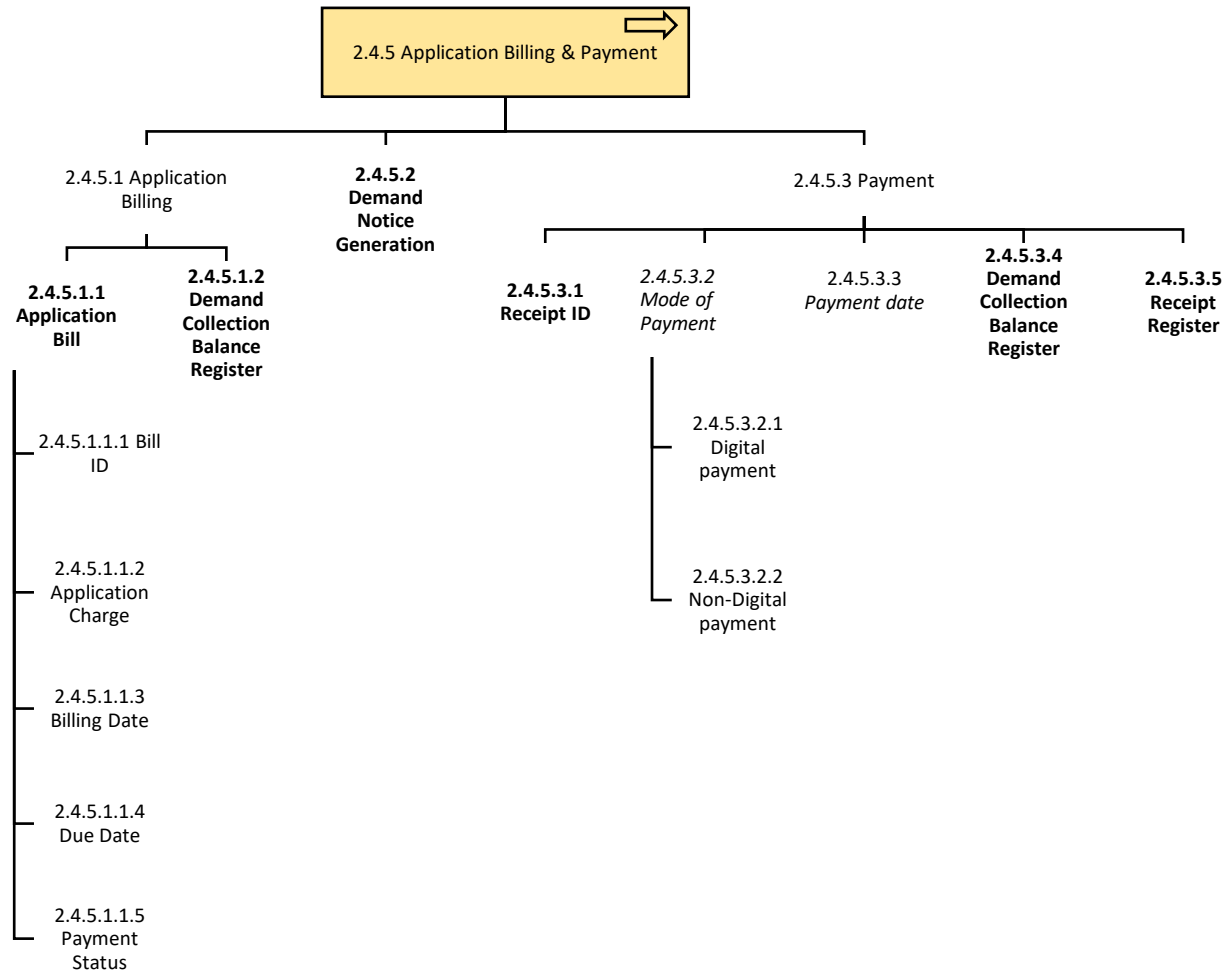 2.4.5 Application Billing & Payment
2.4.5.1 Application
Billing
2.4.5.2
Demand
Notice
Generation
2.4.5.3 Payment
2.4.5.1.1
Application
Bill
2.4.5.1.2
Demand
Collection
Balance
Register
2.4.5.3.1
Receipt ID
2.4.5.3.2
Mode of
Payment
2.4.5.3.3
Payment date
2.4.5.3.4
Demand
Collection
Balance
Register
2.4.5.3.5
Receipt
Register
2.4.5.1.1.1 Bill
ID
2.4.5.1.1.2
Application
Charge
2.4.5.1.1.3
Billing Date
2.4.5.1.1.4
Due Date
2.4.5.1.1.5
Payment
Status
2.4.5.3.2.1
Digital
payment
2.4.5.3.2.2
Non-Digital
payment